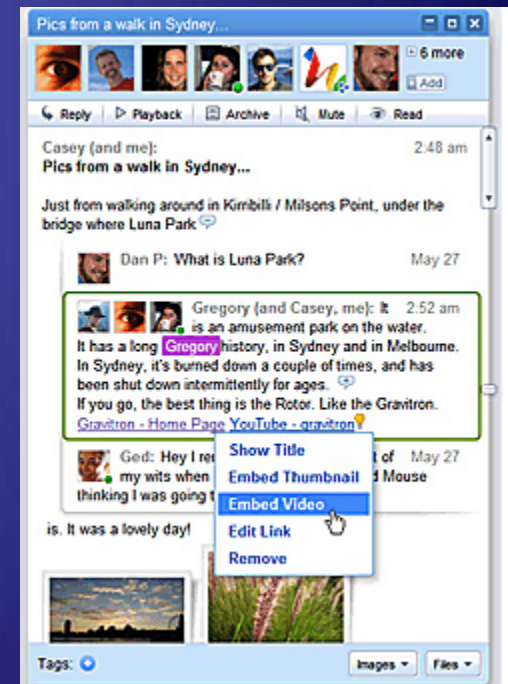 Pics from a walk in Sydney...
6 more
Add
Reply Playback Archive Mute Read
Casey (and me): 2:48 am
Pics from a walk in Sydney...
Just from walking around in Kirribilli / Milsons Point, under the
bridge where Luna Park
Dan P: What is Luna Park? May 27
Gregory (and Casey, me): It 2:52 am
is an amusement park on the water.
It has a long Gregory history, in Sydney and in Melbourne.
In Sydney, it's burned down a couple of times, and has
been shut down intermittently for ages.
If you go, the best thing is the Rotor. Like the Gravitron.
Gravitron - Home Page YouTube - gravitron
Show Title
Embed Thumbnail
Embed Video
Edit Link
Remove
Ged: Hey I re of May 27
my wits when d Mouse
thinking I was going t
is. It was a lovely day!
Tags: Images Files